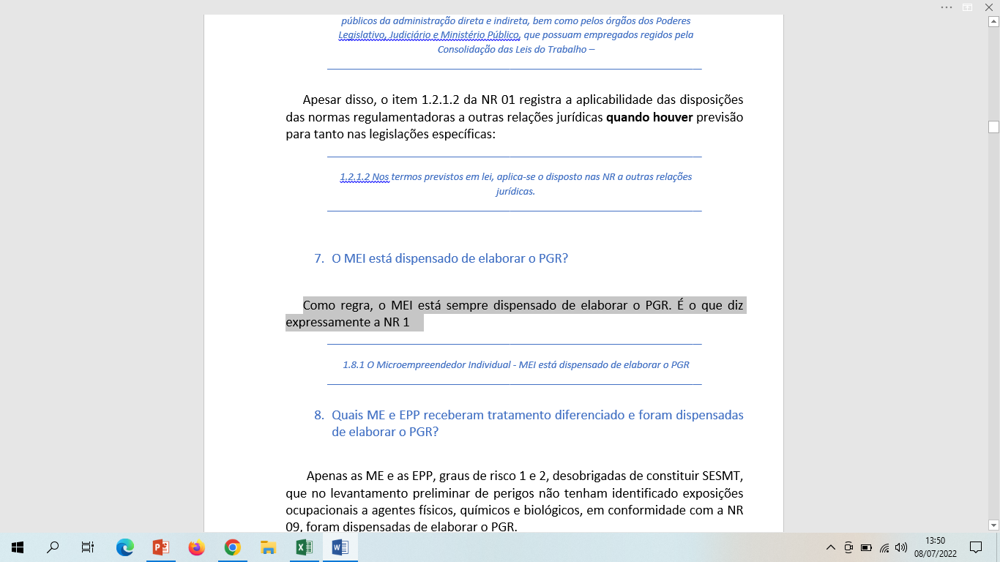 públicos da administração direta e indireta, bem como pelos órgãos dos Poderes
Legislativo, Judiciário e Ministério Público, que possuam empregados regidos pela
Consolidação das Leis do Trabalho –
Apesar disso, o item 1.2.1.2 da NR 01 registra a aplicabilidade das disposições
das normas regulamentadoras a outras relações jurídicas quando houver previsão
para tanto nas legislações específicas:
1.2.1.2 Nos termos previstos em lei, aplica-se o disposto nas NR a outras relações
jurídicas.
7. O MEI está dispensado de elaborar o PGR?
Como regra, o MEI está sempre dispensado de elaborar o PGR. É o que diz
expressamente a NR 1
1.8.1 O Microempreendedor Individual - MEI está dispensado de elaborar o PGR
8. Quais ME e EPP receberam tratamento diferenciado e foram dispensadas
de elaborar o PGR?
Apenas as ME e as EPP, graus de risco 1 e 2, desobrigadas de constituir SESMT,
que no levantamento preliminar de perigos não tenham identificado exposições
ocupacionais a agentes físicos, químicos e biológicos, em conformidade com a NR
09, foram dispensadas de elaborar o PGR.
13:50
08/07/2022